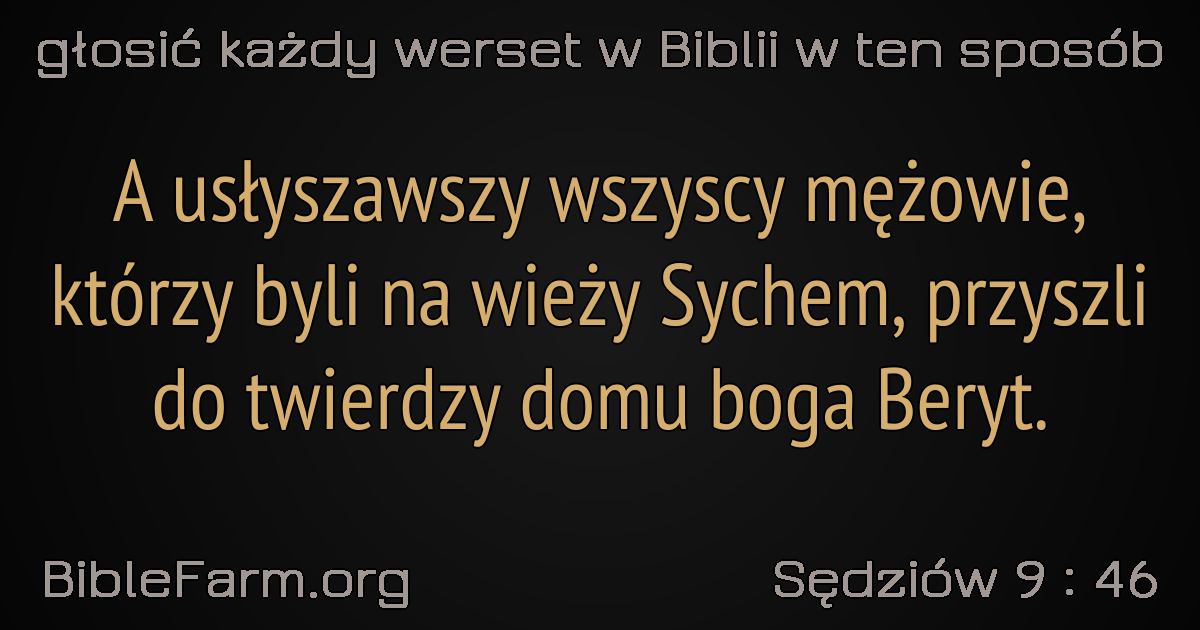 głosić każdy werset w Biblii w ten sposób
A usłyszawszy wszyscy mężowie,
którzy byli na wieży Sychem, przyszli
do twierdzy domu boga Beryt.
BibleFarm.org
Sędziów 9 : 46